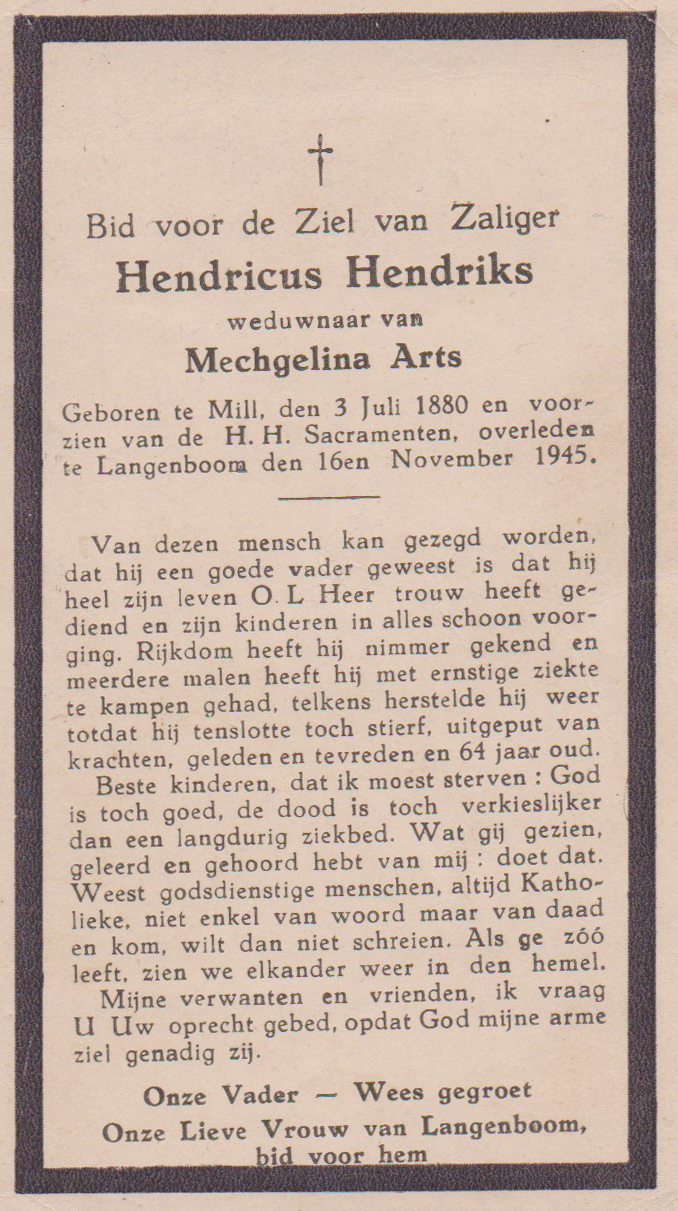 Bid voor de Ziel van Zaliger
Hendricus Hendriks
weduwnaar van
Mechgelina Arts
Geboren te Mill, den 3 Juli 1880 en voor-
zien van de H. H. Sacramenten, overleden
te Langenboom den 16en November 1945.
Van dezen mensch kan gezegd worden,
dat hij een goede vader geweest is dat hij
heel zijn leven O. L Heer trouw heeft ge-
diend en zijn kinderen in alles schoon voor-
ging. Rijkdom heeft hij nimmer gekend en
meerdere malen heeft hij met ernstige ziekte
te kampen gehad, telkens herstelde hij weer
totdat hij tenslotte toch stierf, uitgeput van
krachten, geleden en tevreden en 64 jaar oud.
Beste kinderen, dat ik moest sterven : God
is toch goed, de dood is toch verkieslijker
dan een langdurig ziekbed. Wat gij gezien,
geleerd en gehoord hebt van mij : doet dat.
Weest godsdienstige menschen, altijd Katho-
lieke, niet enkel van woord maar van daad
en kom, wilt dan niet schreien. Als ge zóó
leeft, zien we elkander weer in den hemel.
Mijne verwanten en vrienden, ik vraag
U Uw oprecht gebed, opdat God mijne arme
ziel genadig zij.
Onze Vader — Wees gegroet
Onze Lieve Vrouw van Langenboom,
bid voor hem